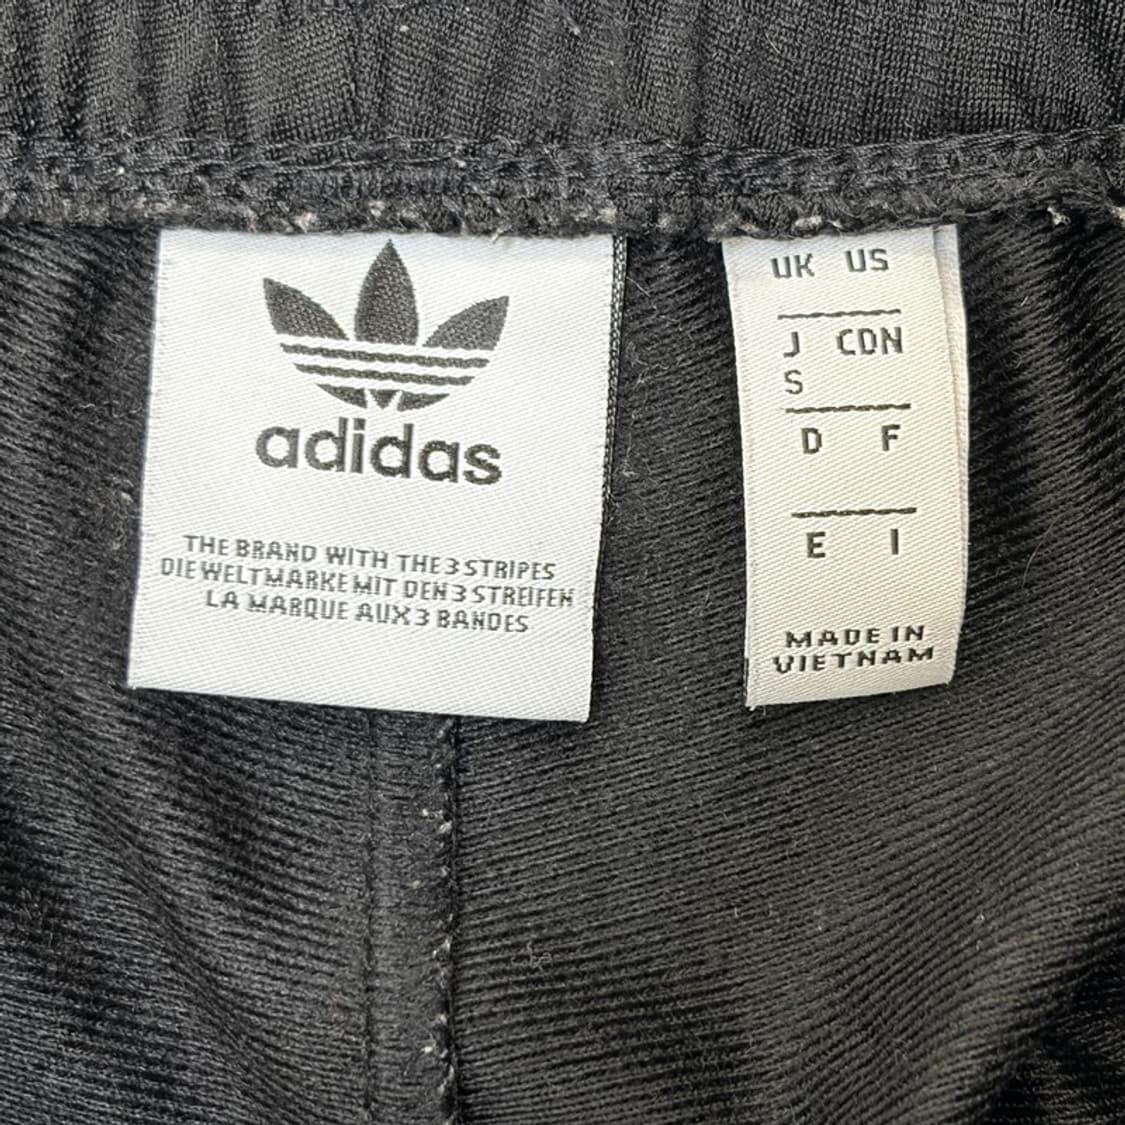 adidas
THE BRAND WITH THE 3 STRIPES
DIE WELTMARKE MIT DEN 3 STREIFEN
LA MARQUE AUX 3 BANDES
UK US
J CDN
S
D F
E I
MADE IN
VIETNAM